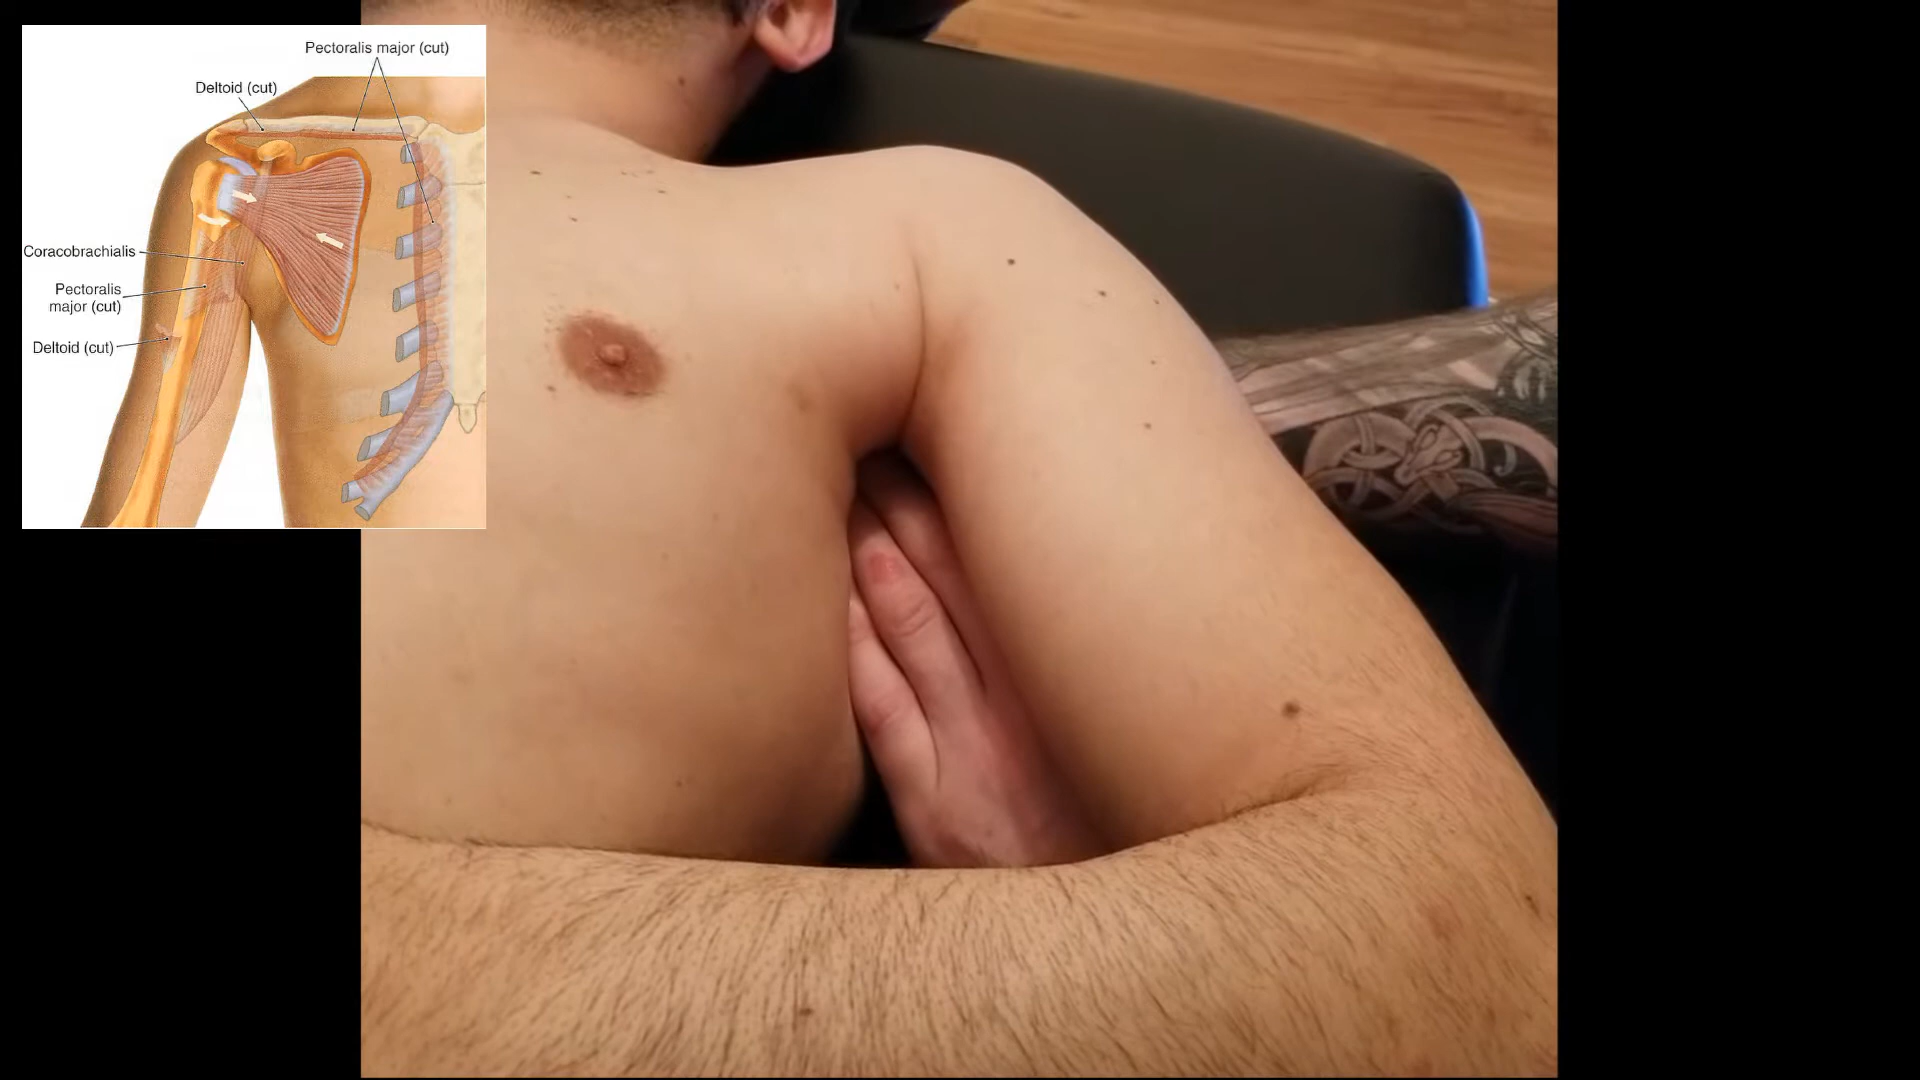 Pectoralis major (cut)
Deltoid (cut)
Coracobrachialis
Pectoralis
major (cut)
Deltoid (cut)